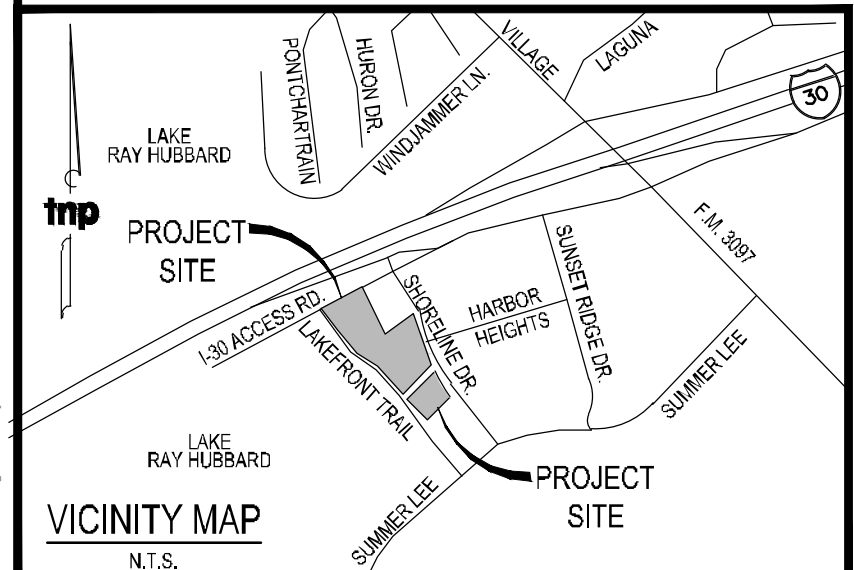 PONTCHARTRAIN
HURON DR.
WINDJAMMER LN.
VILLAGE
LAGUNA
30
LAKE
RAY HUBBARD
tnp
PROJECT
SITE
I-30 ACCESS RD.
LAKEFRONT TRAIL
SHORELINE DR.
HARBOR
HEIGHTS
SUNSET RIDGE DR.
F.M. 3097
SUMMER LEE
LAKE
RAY HUBBARD
SUMMER LEE
PROJECT
SITE
VICINITY MAP
N.T.S.